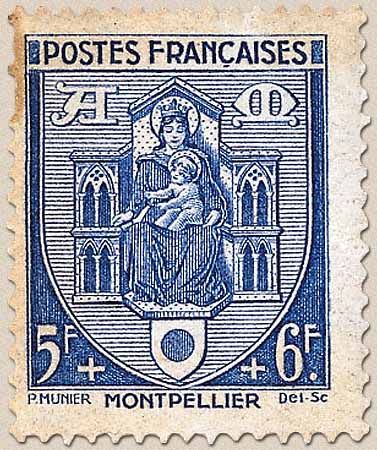 POSTES FRANÇAISES
A M
5F + + 6F.
P. MUNIER MONTPELLIER Del-Sc